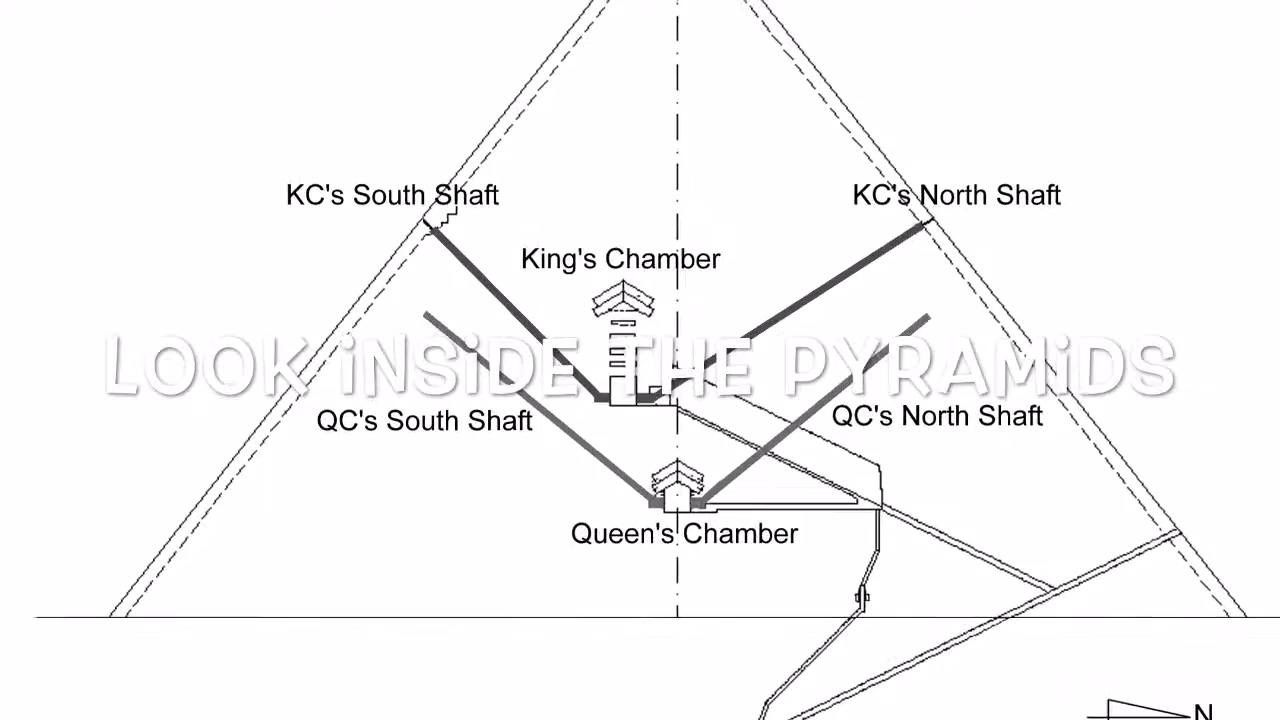 KC's South Shaft
KC's North Shaft
King's Chamber
LOOK iNSiDE THE PYRAMiDS
QC's South Shaft
QC's North Shaft
Queen's Chamber
N